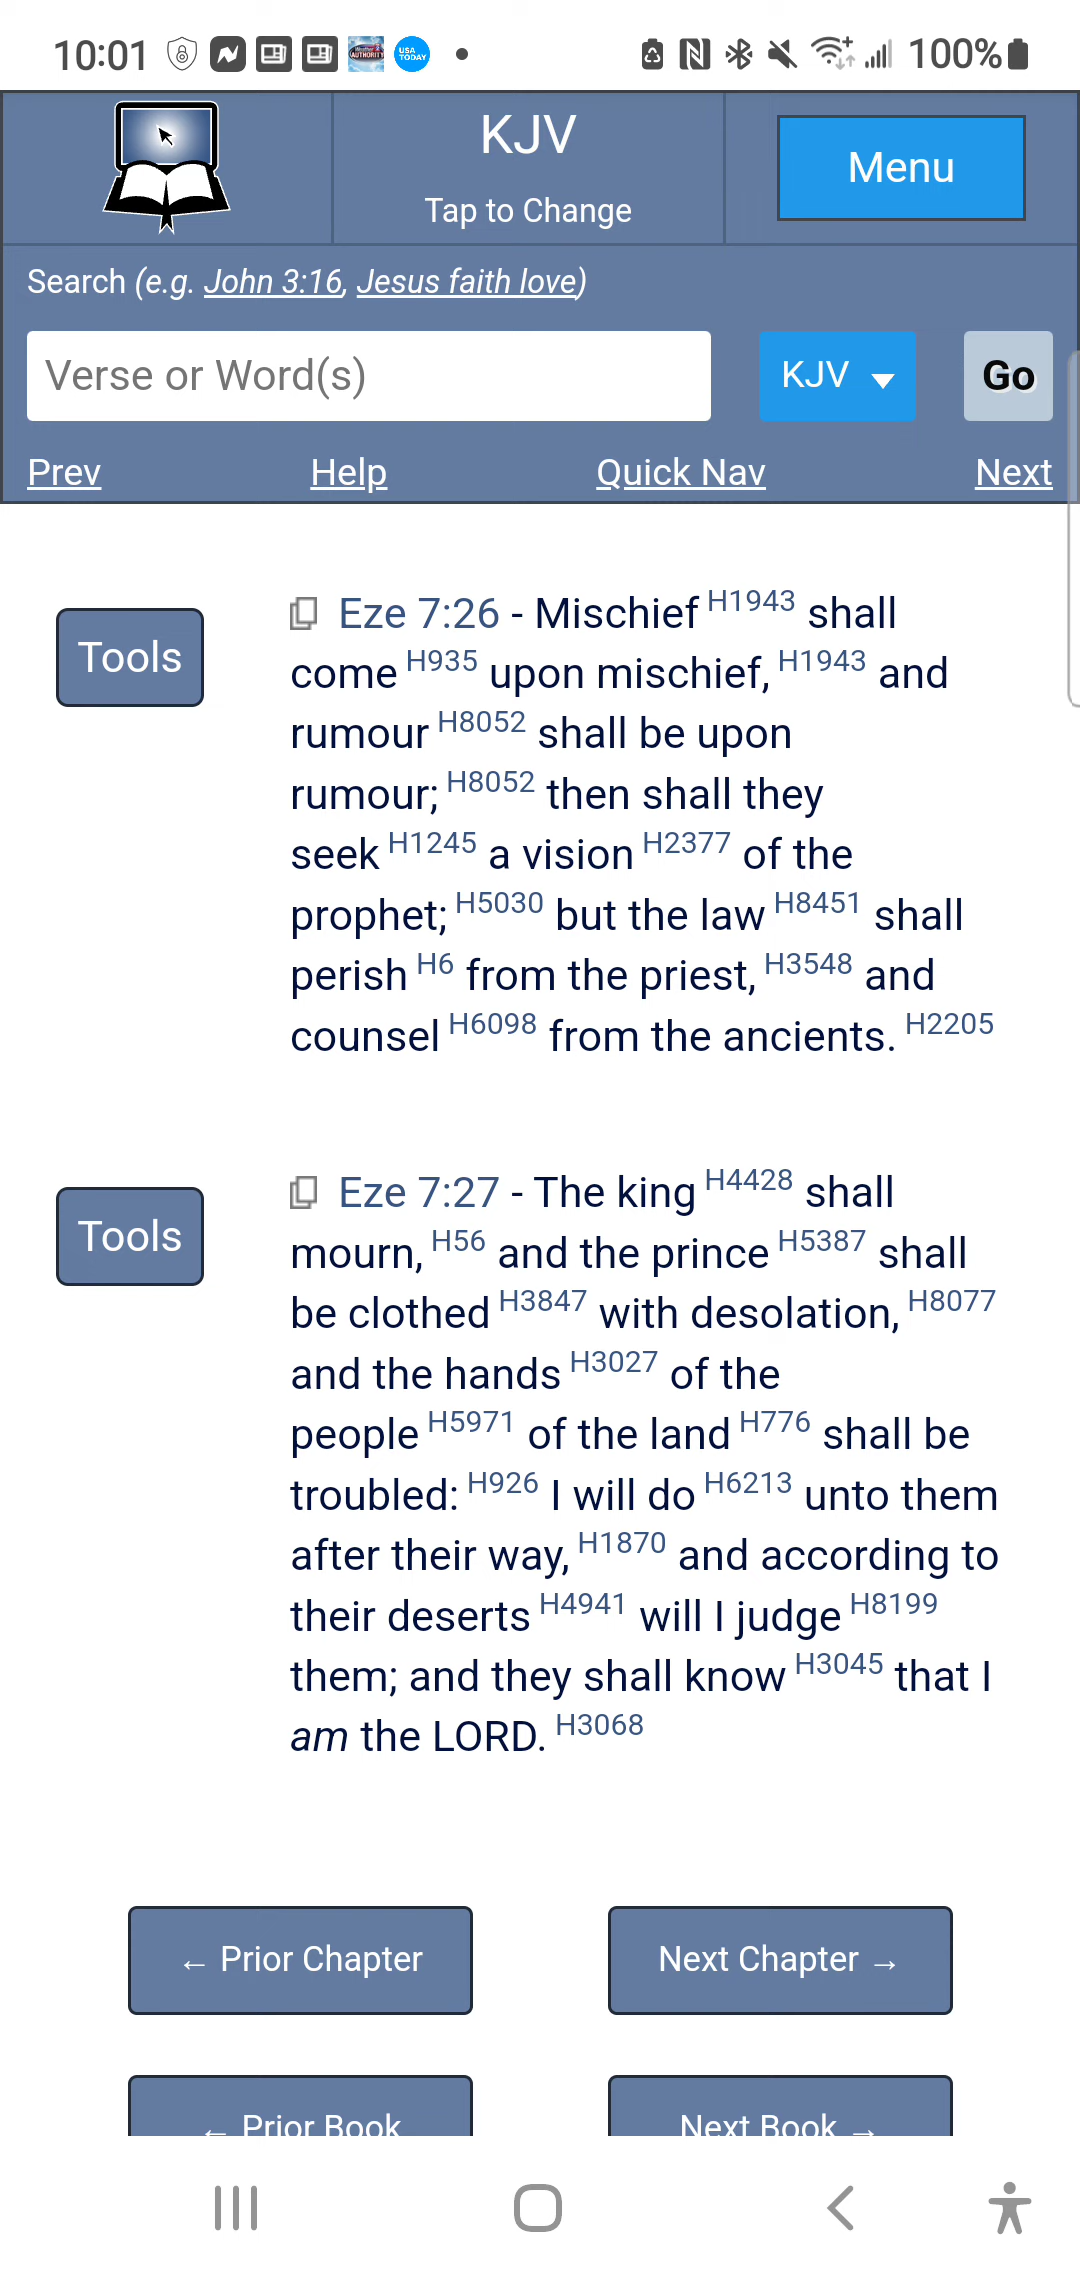 10:01 100%
KJV
Tap to Change
Menu
Search (e.g. John 3:16, Jesus faith love)
Verse or Word(s) KJV Go
Prev Help Quick Nav Next
Tools
Eze 7:26 - Mischief H1943 shall
come H935 upon mischief, H1943 and
rumour H8052 shall be upon
rumour; H8052 then shall they
seek H1245 a vision H2377 of the
prophet; H5030 but the law H8451 shall
perish H6 from the priest, H3548 and
counsel H6098 from the ancients. H2205
Tools
Eze 7:27 - The king H4428 shall
mourn, H56 and the prince H5387 shall
be clothed H3847 with desolation, H8077
and the hands H3027 of the
people H5971 of the land H776 shall be
troubled: H926 I will do H6213 unto them
after their way, H1870 and according to
their deserts H4941 will I judge H8199
them; and they shall know H3045 that I
am the LORD. H3068
← Prior Chapter Next Chapter →
← Prior Book Next Book →